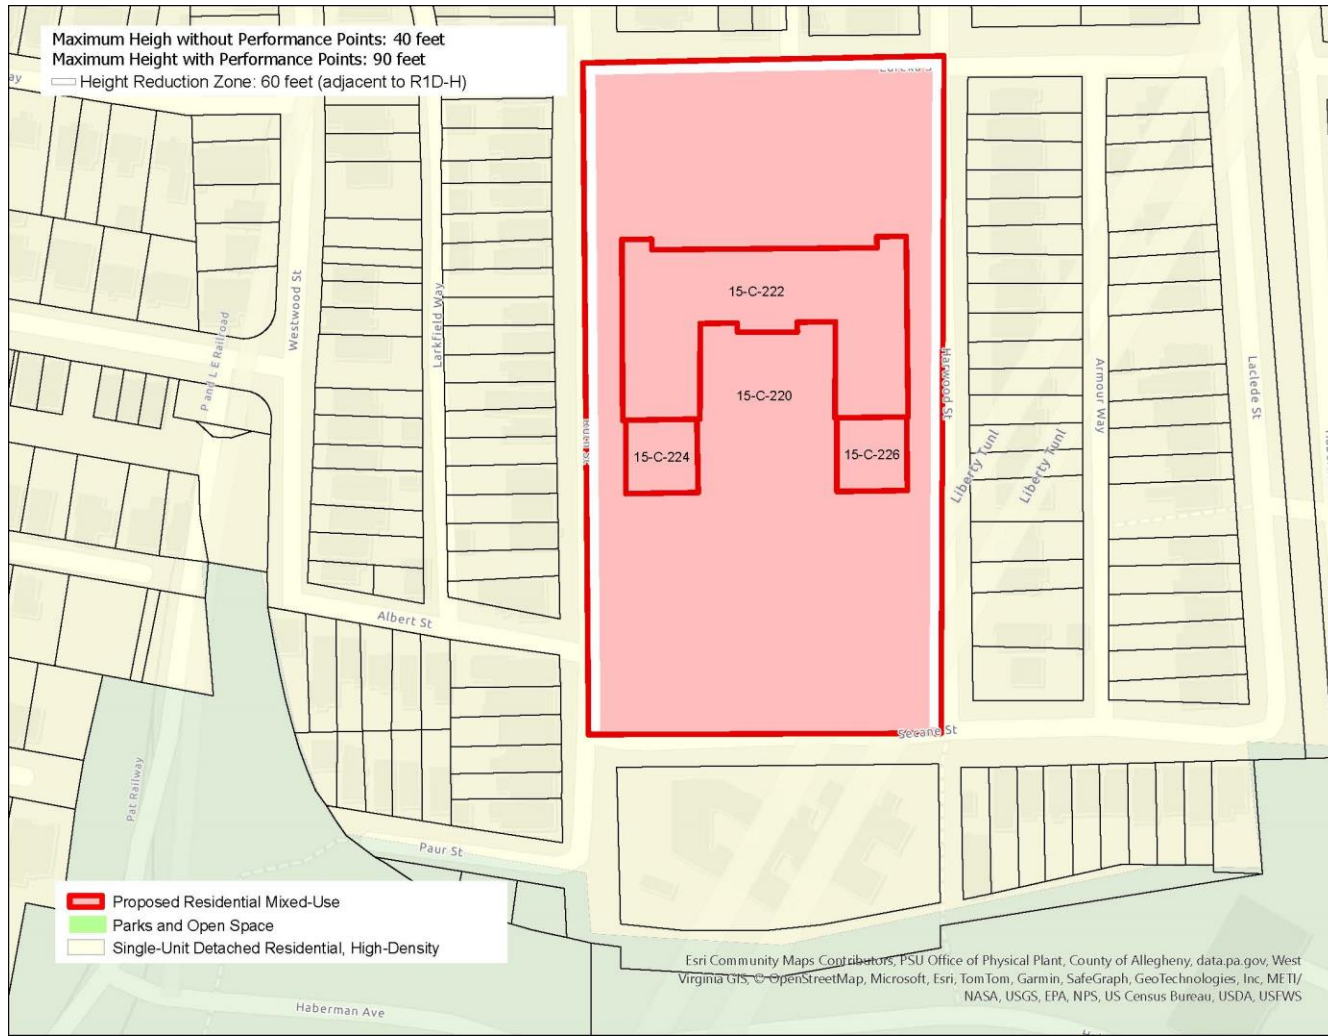 Maximum Heigh without Performance Points: 40 feet
Maximum Height with Performance Points: 90 feet
Height Reduction Zone: 60 feet (adjacent to R1D-H)
ay
Westwood St
Larkfield Way
P and L E Railroad
15-C-222
15-C-220
15-C-224
15-C-226
Harwood St
Liberty Tunl
Liberty Tunl
Armour Way
Laclede St
Albert St
Secane St
Pat Railway
Paur St
Proposed Residential Mixed-Use
Parks and Open Space
Single-Unit Detached Residential, High-Density
Esri Community Maps Contributors, PSU Office of Physical Plant, County of Allegheny, data.pa.gov, West
Virginia GIS, © OpenStreetMap, Microsoft, Esri, TomTom, Garmin, SafeGraph, GeoTechnologies, Inc, METI/
NASA, USGS, EPA, NPS, US Census Bureau, USDA, USFWS
Haberman Ave